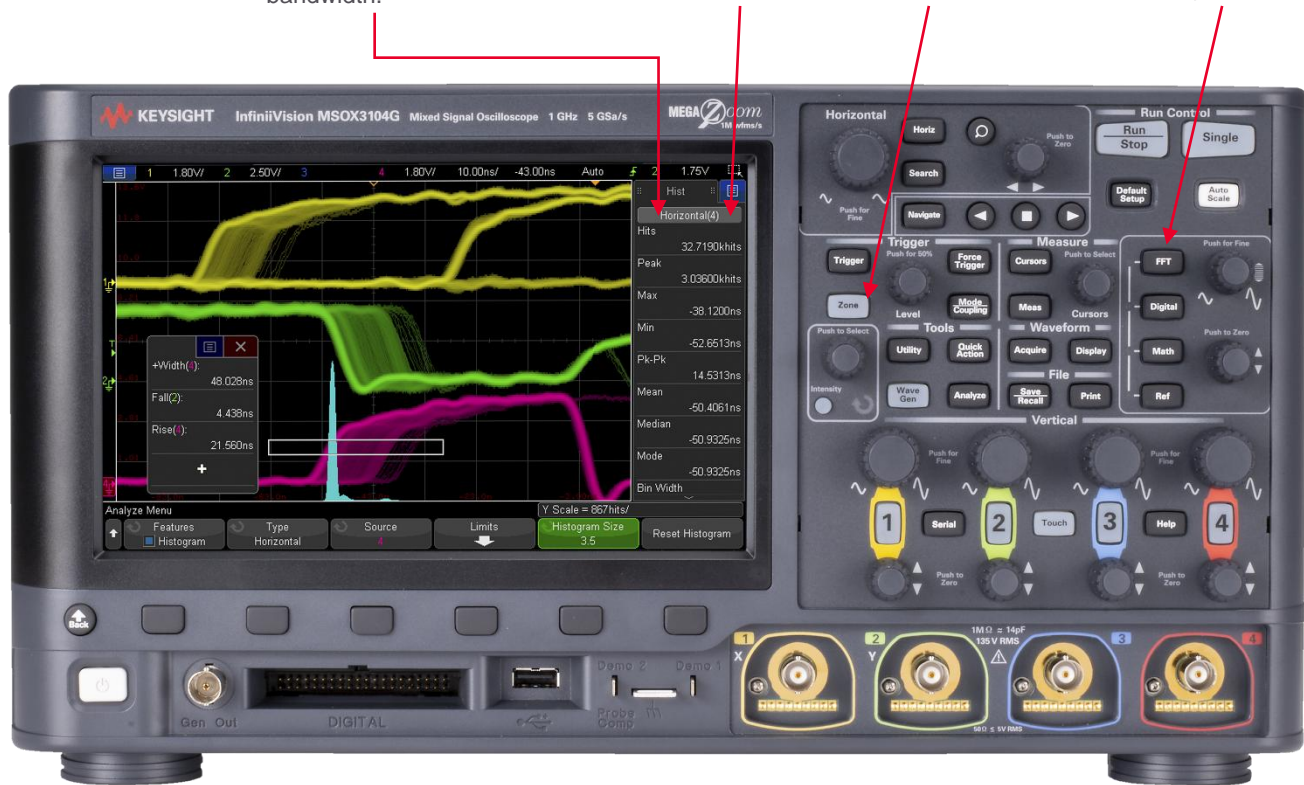 bandwidth.
KEYSIGHT InfiniiVision MSOX3104G Mixed Signal Oscilloscope 1 GHz 5 GSa/s
MEGA Zoom
1M wfms/s
1 1.80V/ 2 2.50V/ 3 4 1.80V/ 10.00ns/ -43.00ns Auto 2 1.75V
Hist
Horizontal(4)
Hits
32.7190khits
Peak
3.03600khits
Max
-38.1200ns
Min
-52.6513ns
Pk-Pk
14.5313ns
Mean
-50.4061ns
Median
-50.9325ns
Mode
-50.9325ns
Bin Width
+Width(4):
48.028ns
Fall(2):
4.438ns
Rise(4):
21.560ns
+
Analyze Menu
Y Scale = 867hits/
Features
Histogram
Type
Horizontal
Source
4
Limits
Histogram Size
3.5
Reset Histogram
Back
Gen Out
DIGITAL
Demo 2
Demo 1
Probe
Comp
Horizontal
Push for
Fine
Horiz
Search
Navigate
Push to
Zero
Run Control
Run
Stop
Single
Default
Setup
Auto
Scale
Trigger
Trigger
Push for 50%
Force
Trigger
Zone
Level
Mode
Coupling
Measure
Cursors
Push to Select
Meas
Cursors
Push to Select
Intensity
Tools
Utility
Quick
Action
Wave
Gen
Analyze
Waveform
Acquire
Display
File
Save
Recall
Print
FFT
Push for Fine
Digital
Math
Push to Zero
Ref
Vertical
Push for
Fine
Push for
Fine
1
Serial
2
Touch
3
Help
4
Push to
Zero
Push to
Zero
1
X
2
Y
1MΩ ≈ 14pF
135 V RMS
3
4
50Ω ≤ 5V RMS